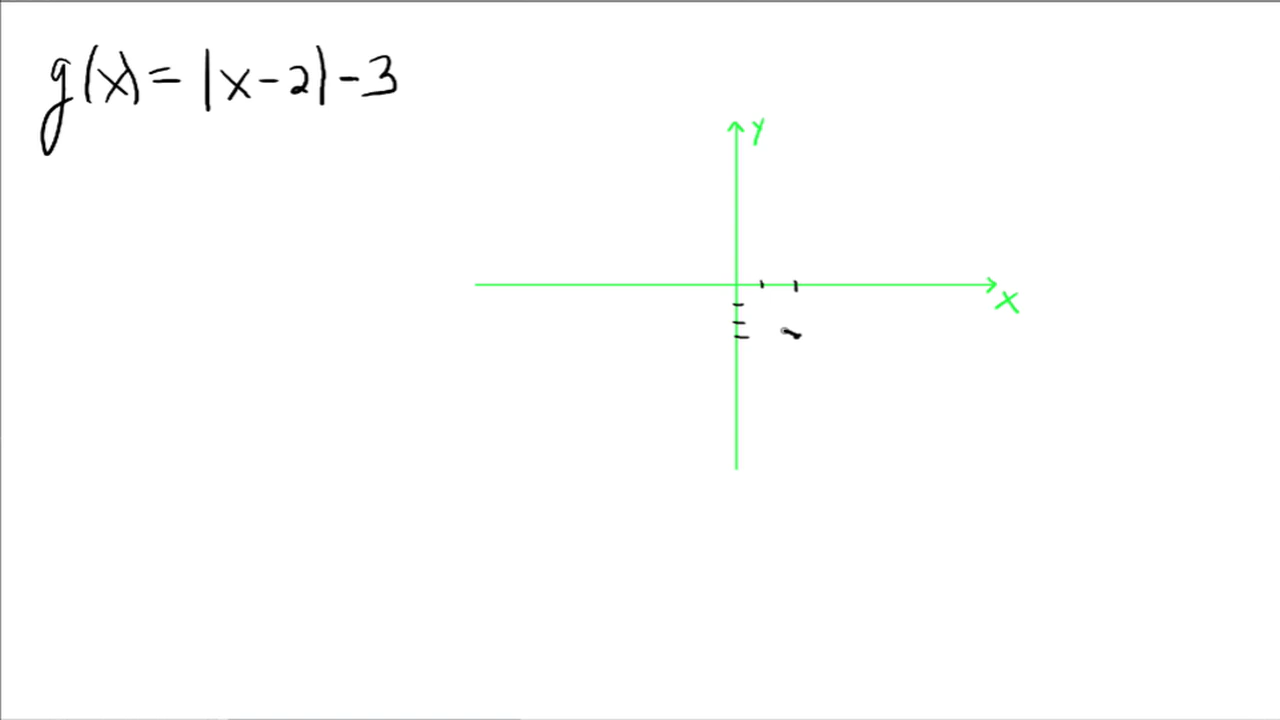 g(x) = |x-2|-3
y
x